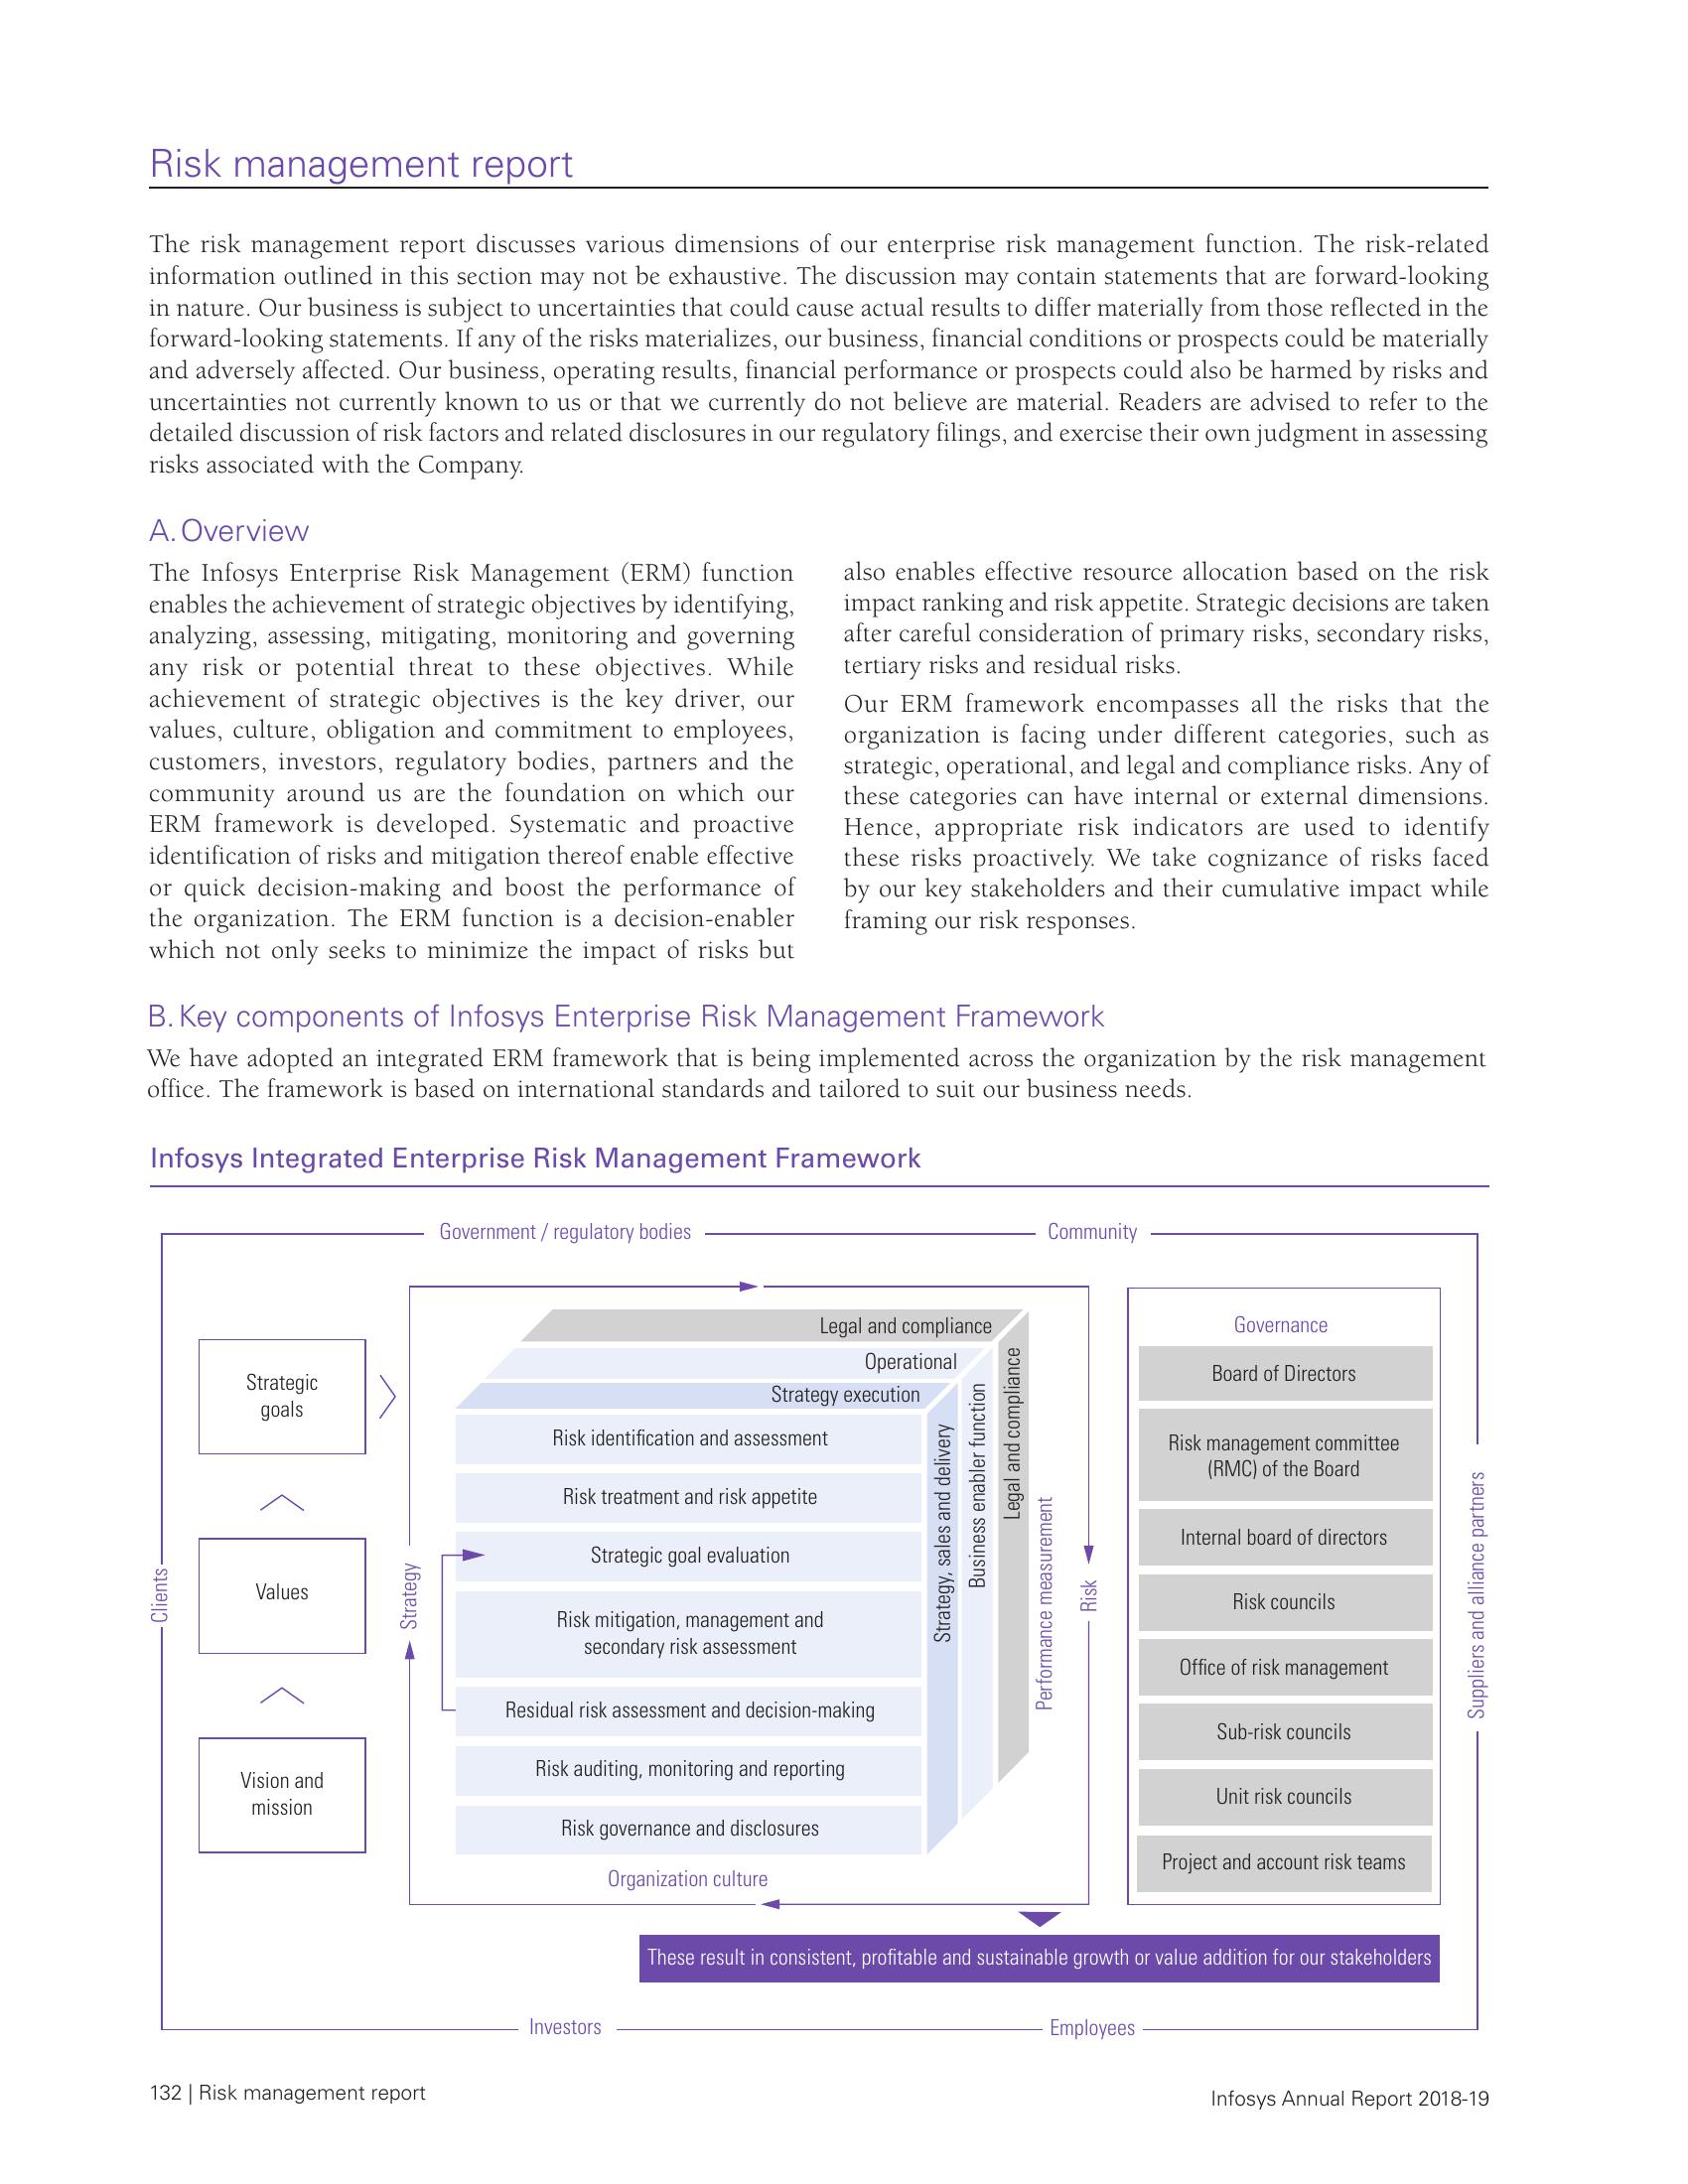 Risk management report
The risk management report discusses various dimensions of our enterprise risk management function. The risk-related
information outlined in this section may not be exhaustive. The discussion may contain statements that are forward-looking
in nature. Our business is subject to uncertainties that could cause actual results to differ materially from those reflected in the
forward-looking statements. If any of the risks materializes, our business, financial conditions or prospects could be materially
and adversely affected. Our business, operating results, financial performance or prospects could also be harmed by risks and
uncertainties not currently known to us or that we currently do not believe are material. Readers are advised to refer to the
detailed discussion of risk factors and related disclosures in our regulatory filings, and exercise their own judgment in assessing
risks associated with the Company.
A. Overview
The Infosys Enterprise Risk Management (ERM) function
enables the achievement of strategic objectives by identifying,
analyzing, assessing, mitigating, monitoring and governing
any risk or potential threat to these objectives. While
achievement of strategic objectives is the key driver, our
values, culture, obligation and commitment to employees,
customers, investors, regulatory bodies, partners and the
community around us are the foundation on which our
ERM framework is developed. Systematic and proactive
identification of risks and mitigation thereof enable effective
or quick decision-making and boost the performance of
the organization. The ERM function is a decision-enabler
which not only seeks to minimize the impact of risks but
also enables effective resource allocation based on the risk
impact ranking and risk appetite. Strategic decisions are taken
after careful consideration of primary risks, secondary risks,
tertiary risks and residual risks.
Our ERM framework encompasses all the risks that the
organization is facing under different categories, such as
strategic, operational, and legal and compliance risks. Any of
these categories can have internal or external dimensions.
Hence, appropriate risk indicators are used to identify
these risks proactively. We take cognizance of risks faced
by our key stakeholders and their cumulative impact while
framing our risk responses.
B. Key components of Infosys Enterprise Risk Management Framework
We have adopted an integrated ERM framework that is being implemented across the organization by the risk management
office. The framework is based on international standards and tailored to suit our business needs.
Infosys Integrated Enterprise Risk Management Framework
Government / regulatory bodies
Community
Clients
Strategic
goals
Values
Vision and
mission
Strategy
Legal and compliance
Operational
Strategy execution
Risk identification and assessment
Risk treatment and risk appetite
Strategic goal evaluation
Risk mitigation, management and
secondary risk assessment
Residual risk assessment and decision-making
Risk auditing, monitoring and reporting
Risk governance and disclosures
Strategy, sales and delivery
Business enabler function
Legal and compliance
Performance measurement
Risk
Organization culture
Governance
Board of Directors
Risk management committee
(RMC) of the Board
Internal board of directors
Risk councils
Office of risk management
Sub-risk councils
Unit risk councils
Project and account risk teams
Suppliers and alliance partners
These result in consistent, profitable and sustainable growth or value addition for our stakeholders
Investors
Employees
132 | Risk management report
Infosys Annual Report 2018-19